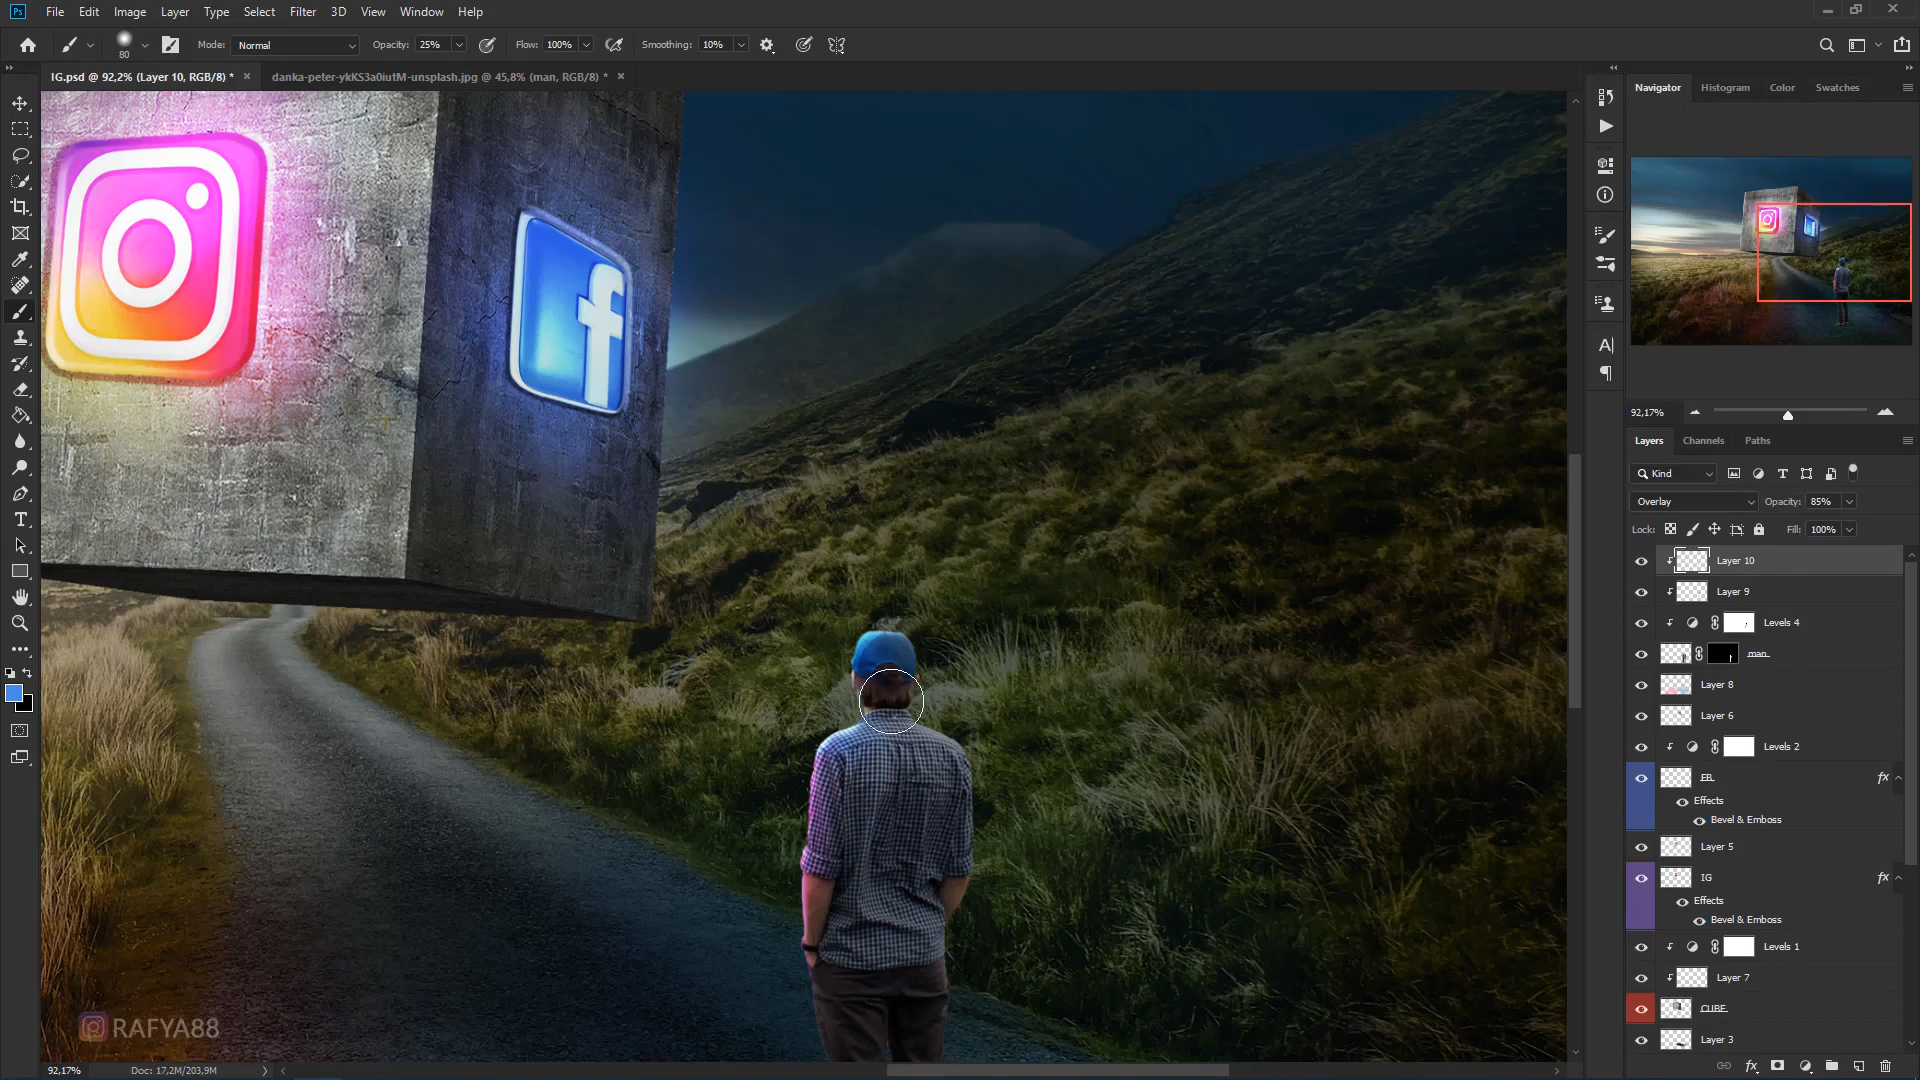 Ps File Edit Image Layer Type Select Filter 3D View Window Help
80 Mode: Normal Opacity: 25% Flow: 100% Smoothing: 10%
IG.psd @ 92,2% (Layer 10, RGB/8) * danka-peter-ykKS3a0iutM-unsplash.jpg @ 45,8% (man, RGB/8) *
Navigator Histogram Color Swatches
92,17%
Layers Channels Paths
Kind
Overlay Opacity: 85%
Lock: Fill: 100%
Layer 10
Layer 9
Levels 4
man
Layer 8
Layer 6
Levels 2
FB fx
Effects
Bevel & Emboss
Layer 5
IG fx
Effects
Bevel & Emboss
Levels 1
Layer 7
CUBE
Layer 3
fx
f
RAFYA88
92,17% Doc: 17,2M/203,9M